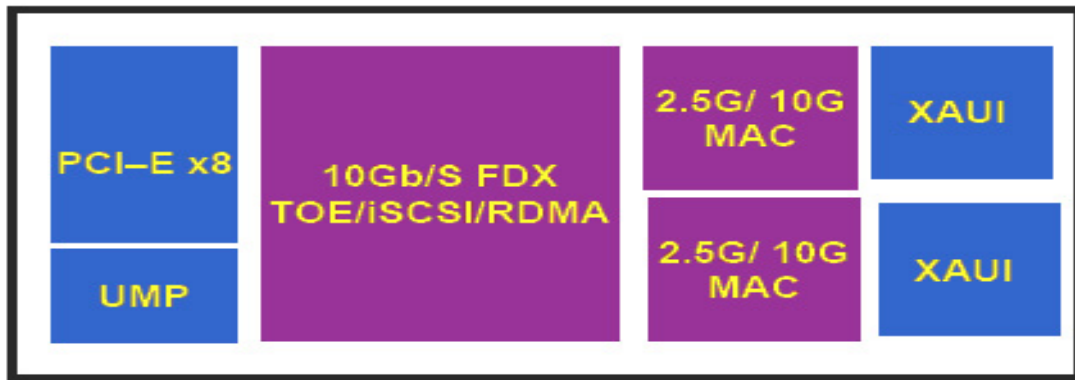 PCI–E x8
UMP
10Gb/S FDX
TOE/iSCSI/RDMA
2.5G/ 10G
MAC
2.5G/ 10G
MAC
XAUI
XAUI